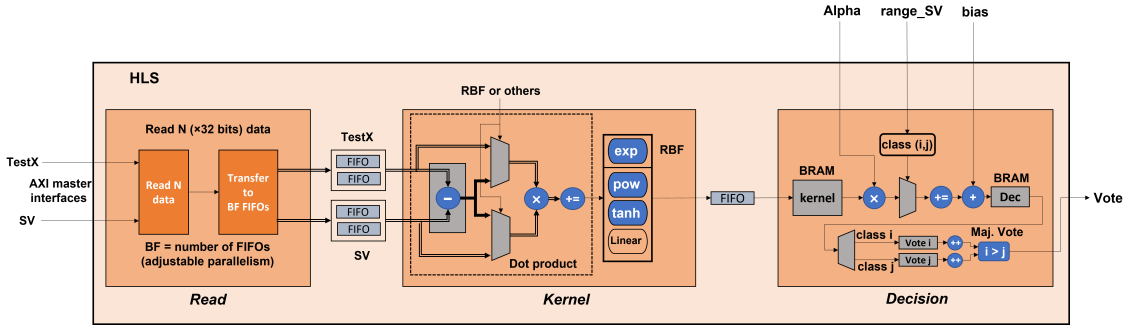 Alpha
range_SV
bias
HLS
RBF or others
Read N (×32 bits) data
TestX
TestX
AXI master
interfaces
SV
Read N
data
Transfer
to
BF FIFOs
BF = number of FIFOs
(adjustable parallelism)
Read
FIFO
FIFO
FIFO
FIFO
SV
−
×
+=
Dot product
Kernel
exp
pow
tanh
Linear
RBF
FIFO
class (i,j)
BRAM
kernel
×
+=
+
BRAM
Dec
class i
Vote i
++
class j
Vote j
++
Maj. Vote
i > j
Decision
Vote